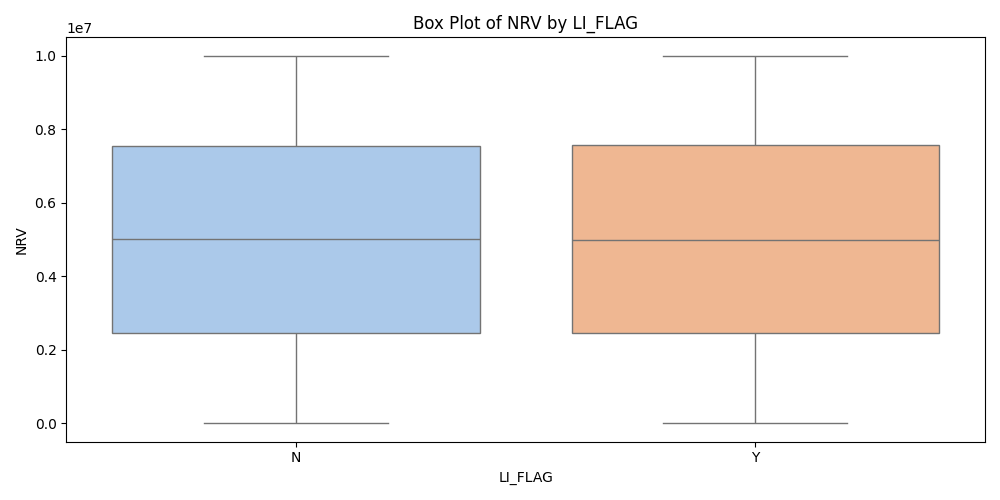 Box Plot of NRV by LI_FLAG
1e7
1.0
0.8
0.6
0.4
0.2
0.0
NRV
N Y
LI_FLAG